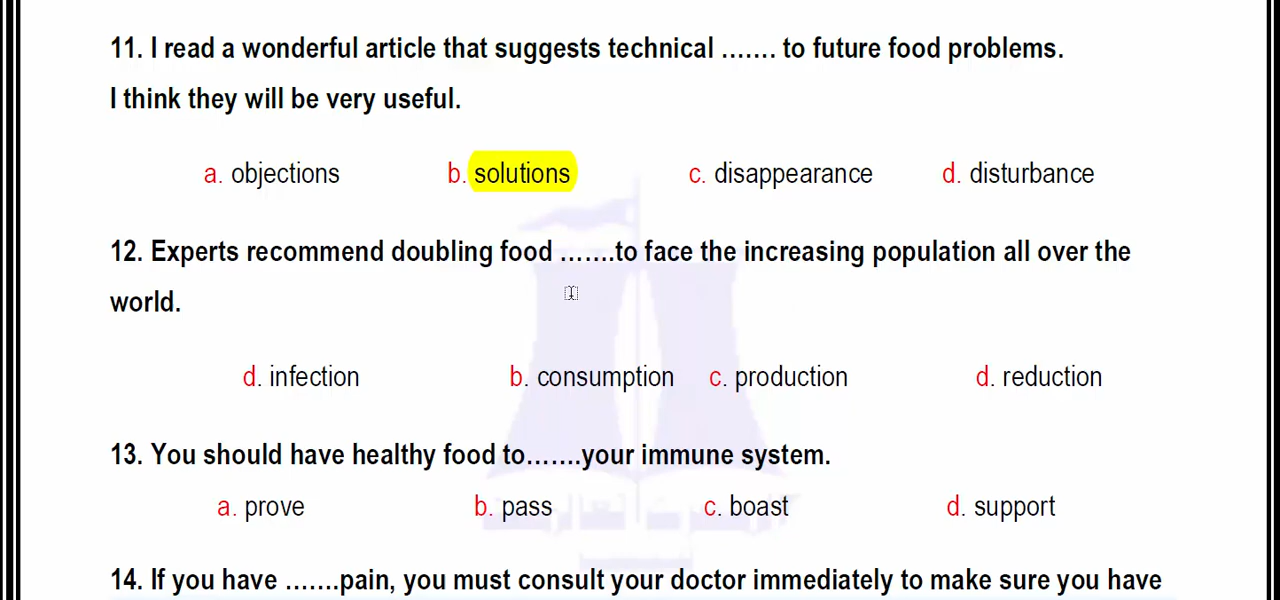 11. I read a wonderful article that suggests technical ……. to future food problems.
I think they will be very useful.
a. objections b. solutions c. disappearance d. disturbance
12. Experts recommend doubling food …….to face the increasing population all over the
world.
d. infection b. consumption c. production d. reduction
13. You should have healthy food to…….your immune system.
a. prove b. pass c. boast d. support
14. If you have …….pain, you must consult your doctor immediately to make sure you have